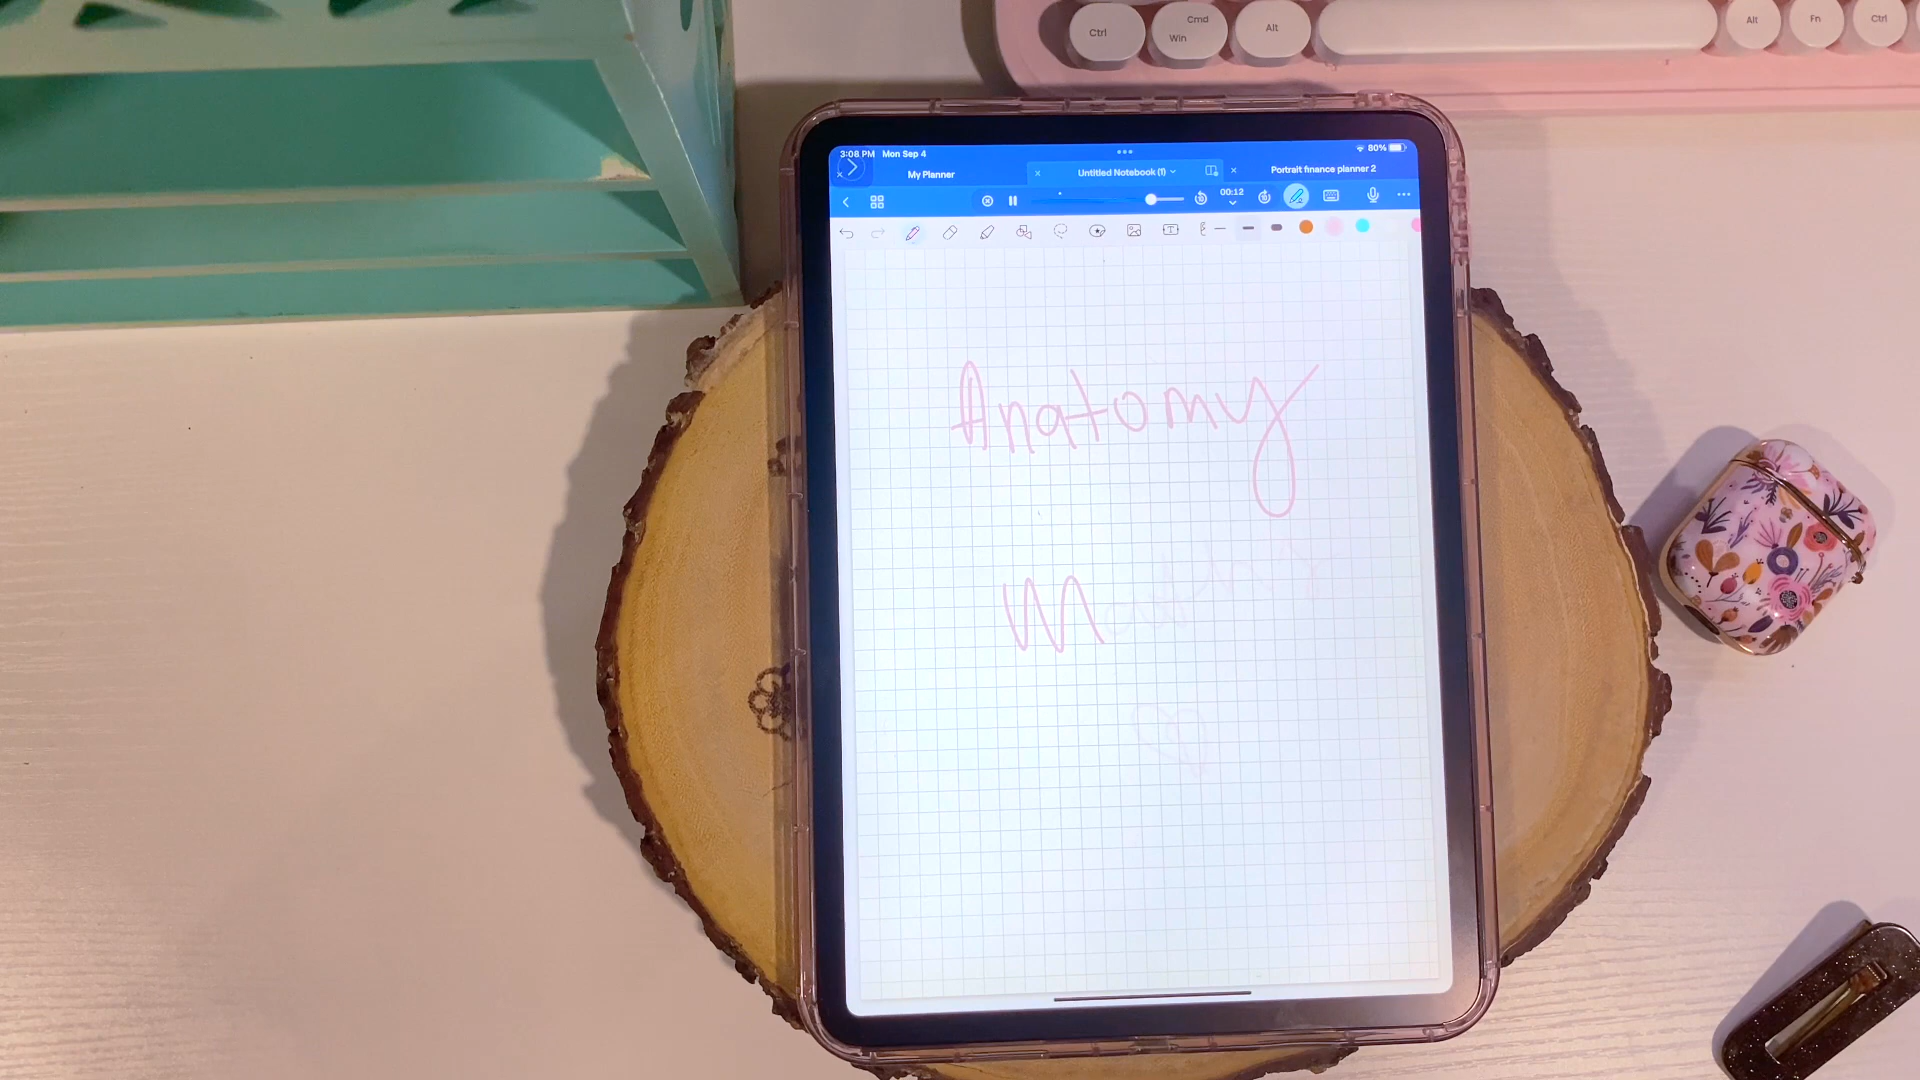 Ctrl
Cmd
Win
Alt
Alt
Fn
Ctrl
3:08 PM Mon Sep 4
80%
My Planner
Untitled Notebook (1)
Portrait finance planner 2
00:12
Anatomy